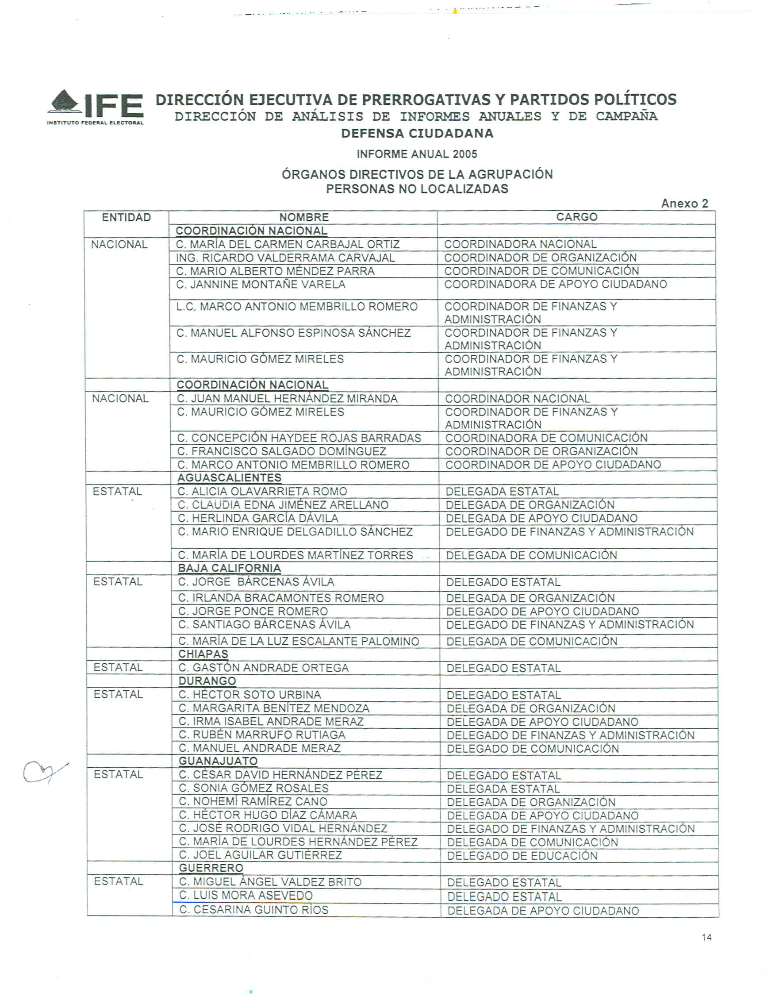 IFE
INSTITUTO FEDERAL ELECTORAL
DIRECCIÓN EJECUTIVA DE PRERROGATIVAS Y PARTIDOS POLÍTICOS
DIRECCIÓN DE ANÁLISIS DE INFORMES ANUALES Y DE CAMPAÑA
DEFENSA CIUDADANA
INFORME ANUAL 2005
ÓRGANOS DIRECTIVOS DE LA AGRUPACIÓN
PERSONAS NO LOCALIZADAS
Anexo 2
ENTIDAD NOMBRE CARGO
COORDINACIÓN NACIONAL
NACIONAL C. MARÍA DEL CARMEN CARBAJAL ORTIZ COORDINADORA NACIONAL
ING. RICARDO VALDERRAMA CARVAJAL COORDINADOR DE ORGANIZACIÓN
C. MARIO ALBERTO MÉNDEZ PARRA COORDINADOR DE COMUNICACIÓN
C. JANNINE MONTAÑE VARELA COORDINADORA DE APOYO CIUDADANO
L.C. MARCO ANTONIO MEMBRILLO ROMERO COORDINADOR DE FINANZAS Y
ADMINISTRACIÓN
C. MANUEL ALFONSO ESPINOSA SÁNCHEZ COORDINADOR DE FINANZAS Y
ADMINISTRACIÓN
C. MAURICIO GÓMEZ MIRELES COORDINADOR DE FINANZAS Y
ADMINISTRACIÓN
COORDINACIÓN NACIONAL
NACIONAL C. JUAN MANUEL HERNÁNDEZ MIRANDA COORDINADOR NACIONAL
C. MAURICIO GÓMEZ MIRELES COORDINADOR DE FINANZAS Y
ADMINISTRACIÓN
C. CONCEPCIÓN HAYDEE ROJAS BARRADAS COORDINADORA DE COMUNICACIÓN
C. FRANCISCO SALGADO DOMÍNGUEZ COORDINADOR DE ORGANIZACIÓN
C. MARCO ANTONIO MEMBRILLO ROMERO COORDINADOR DE APOYO CIUDADANO
AGUASCALIENTES
ESTATAL C. ALICIA OLAVARRIETA ROMO DELEGADA ESTATAL
C. CLAUDIA EDNA JIMÉNEZ ARELLANO DELEGADA DE ORGANIZACIÓN
C. HERLINDA GARCÍA DÁVILA DELEGADA DE APOYO CIUDADANO
C. MARIO ENRIQUE DELGADILLO SÁNCHEZ DELEGADO DE FINANZAS Y ADMINISTRACIÓN
C. MARÍA DE LOURDES MARTÍNEZ TORRES DELEGADA DE COMUNICACIÓN
BAJA CALIFORNIA
ESTATAL C. JORGE BÁRCENAS ÁVILA DELEGADO ESTATAL
C. IRLANDA BRACAMONTES ROMERO DELEGADA DE ORGANIZACIÓN
C. JORGE PONCE ROMERO DELEGADO DE APOYO CIUDADANO
C. SANTIAGO BÁRCENAS ÁVILA DELEGADO DE FINANZAS Y ADMINISTRACIÓN
C. MARÍA DE LA LUZ ESCALANTE PALOMINO DELEGADA DE COMUNICACIÓN
CHIAPAS
ESTATAL C. GASTÓN ANDRADE ORTEGA DELEGADO ESTATAL
DURANGO
ESTATAL C. HÉCTOR SOTO URBINA DELEGADO ESTATAL
C. MARGARITA BENÍTEZ MENDOZA DELEGADA DE ORGANIZACIÓN
C. IRMA ISABEL ANDRADE MERAZ DELEGADA DE APOYO CIUDADANO
C. RUBÉN MARRUFO RUTIAGA DELEGADO DE FINANZAS Y ADMINISTRACIÓN
C. MANUEL ANDRADE MERAZ DELEGADO DE COMUNICACIÓN
GUANAJUATO
ESTATAL C. CÉSAR DAVID HERNÁNDEZ PÉREZ DELEGADO ESTATAL
C. SONIA GÓMEZ ROSALES DELEGADA ESTATAL
C. NOHEMÍ RAMÍREZ CANO DELEGADA DE ORGANIZACIÓN
C. HÉCTOR HUGO DÍAZ CÁMARA DELEGADA DE APOYO CIUDADANO
C. JOSÉ RODRIGO VIDAL HERNÁNDEZ DELEGADO DE FINANZAS Y ADMINISTRACIÓN
C. MARÍA DE LOURDES HERNÁNDEZ PÉREZ DELEGADA DE COMUNICACIÓN
C. JOEL AGUILAR GUTIÉRREZ DELEGADO DE EDUCACIÓN
GUERRERO
ESTATAL C. MIGUEL ÁNGEL VALDEZ BRITO DELEGADO ESTATAL
C. LUIS MORA ASEVEDO DELEGADO ESTATAL
C. CESARINA GUINTO RÍOS DELEGADA DE APOYO CIUDADANO
14